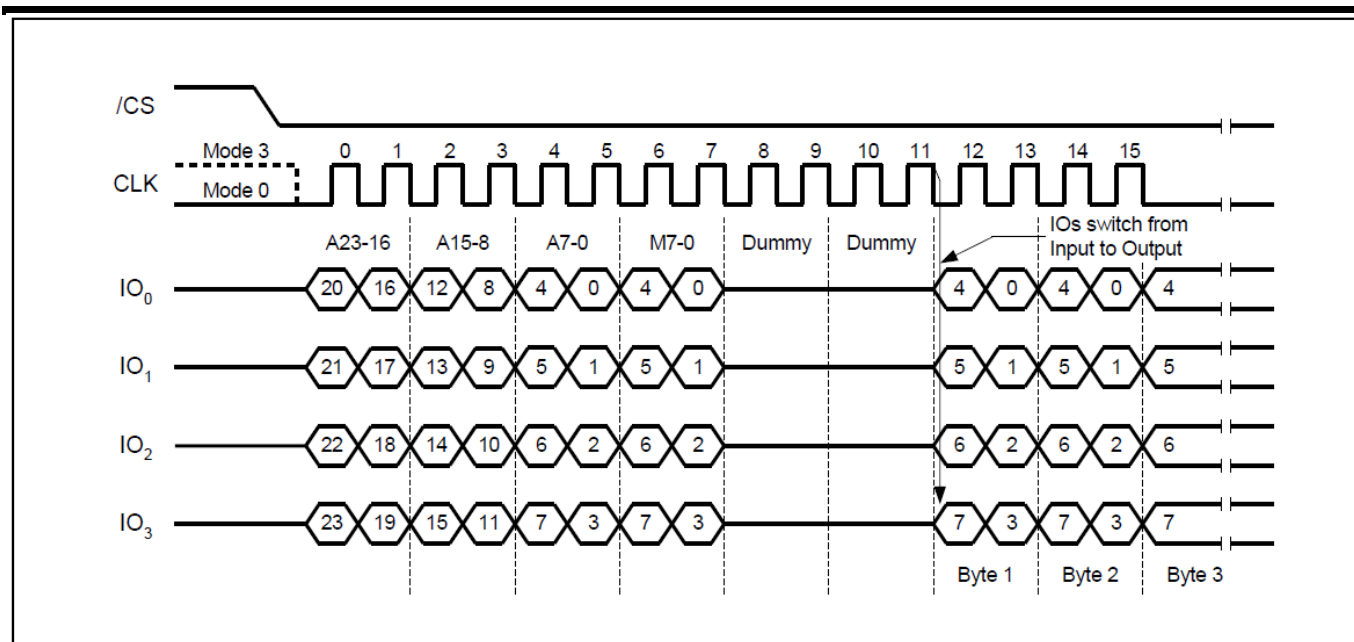 /CS
Mode 3 0 1 2 3 4 5 6 7 8 9 10 11 12 13 14 15
CLK
Mode 0
IOs switch from
Input to Output
A23-16 A15-8 A7-0 M7-0 Dummy Dummy
IO0 20 16 12 8 4 0 4 0 4 0 4 0 4
IO1 21 17 13 9 5 1 5 1 5 1 5 1 5
IO2 22 18 14 10 6 2 6 2 6 2 6 2 6
IO3 23 19 15 11 7 3 7 3 7 3 7 3 7
Byte 1 Byte 2 Byte 3